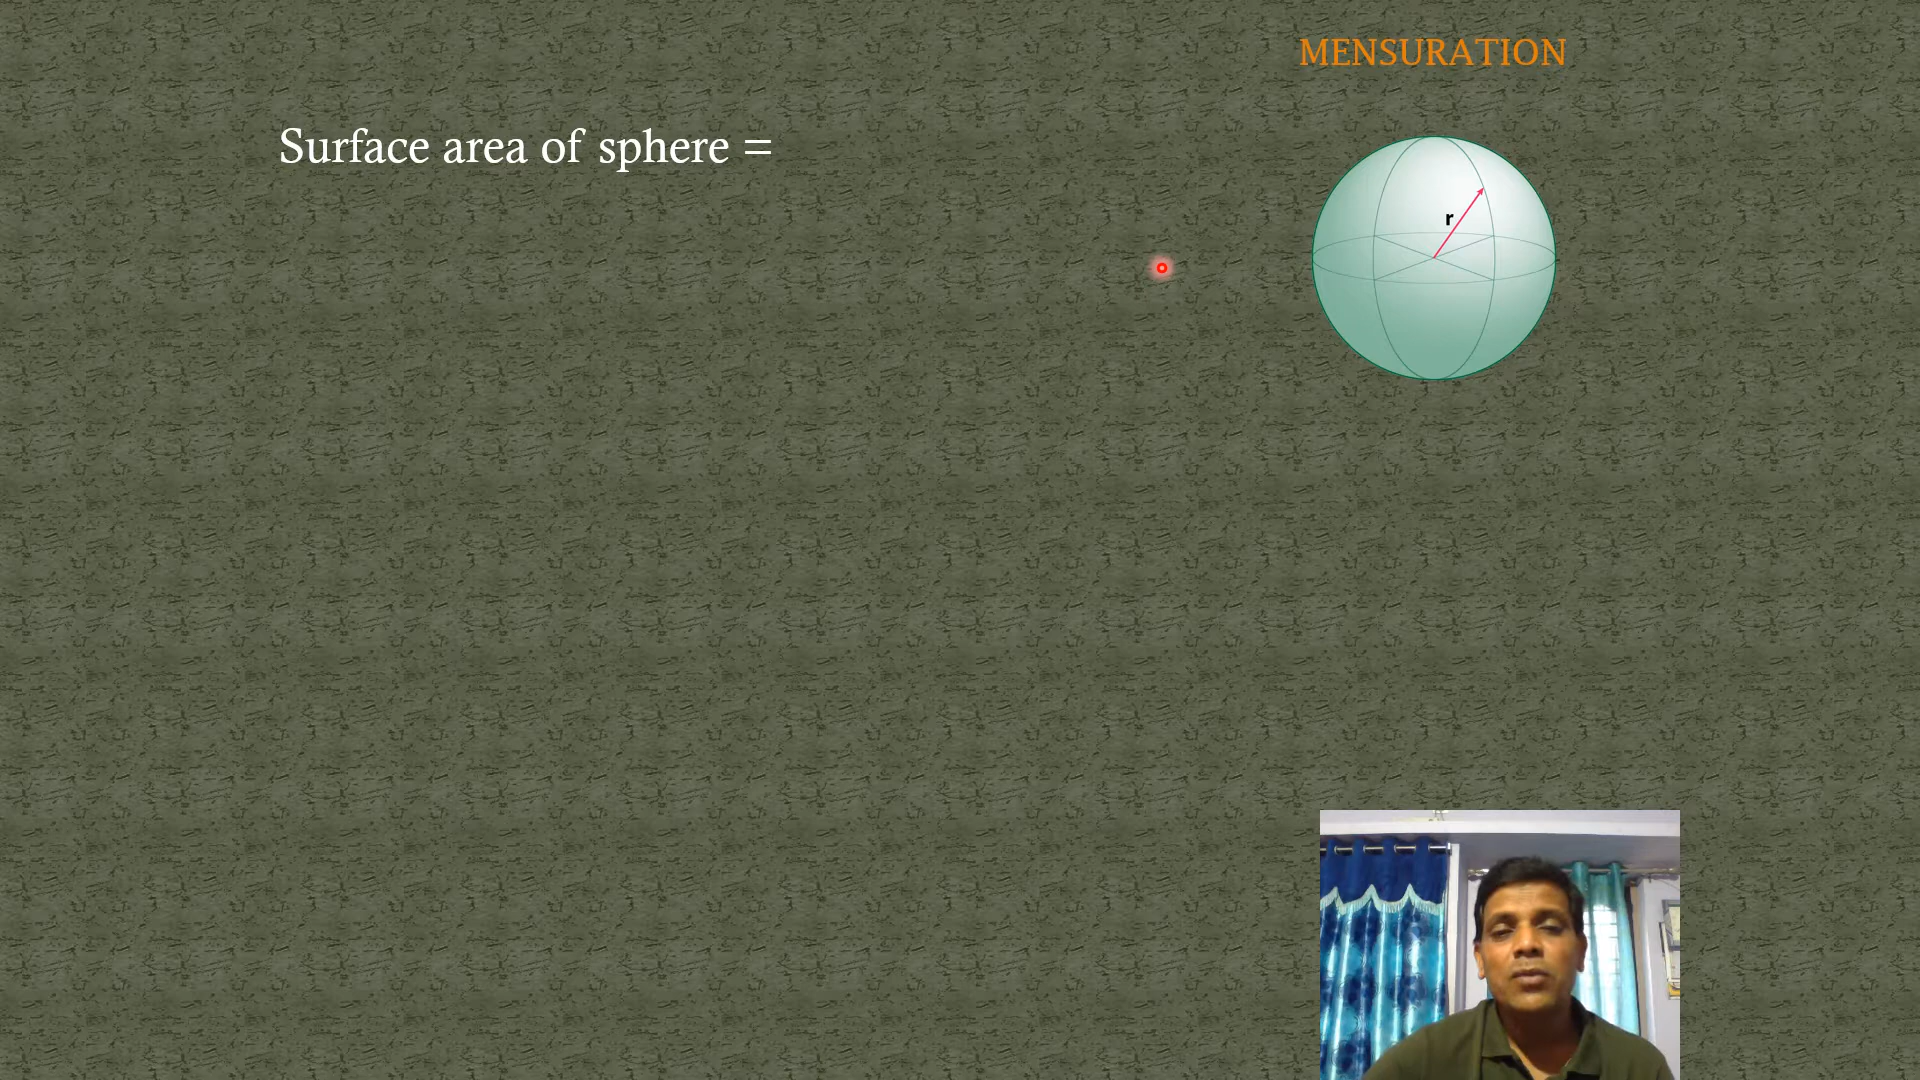 MENSURATION
Surface area of sphere =
r